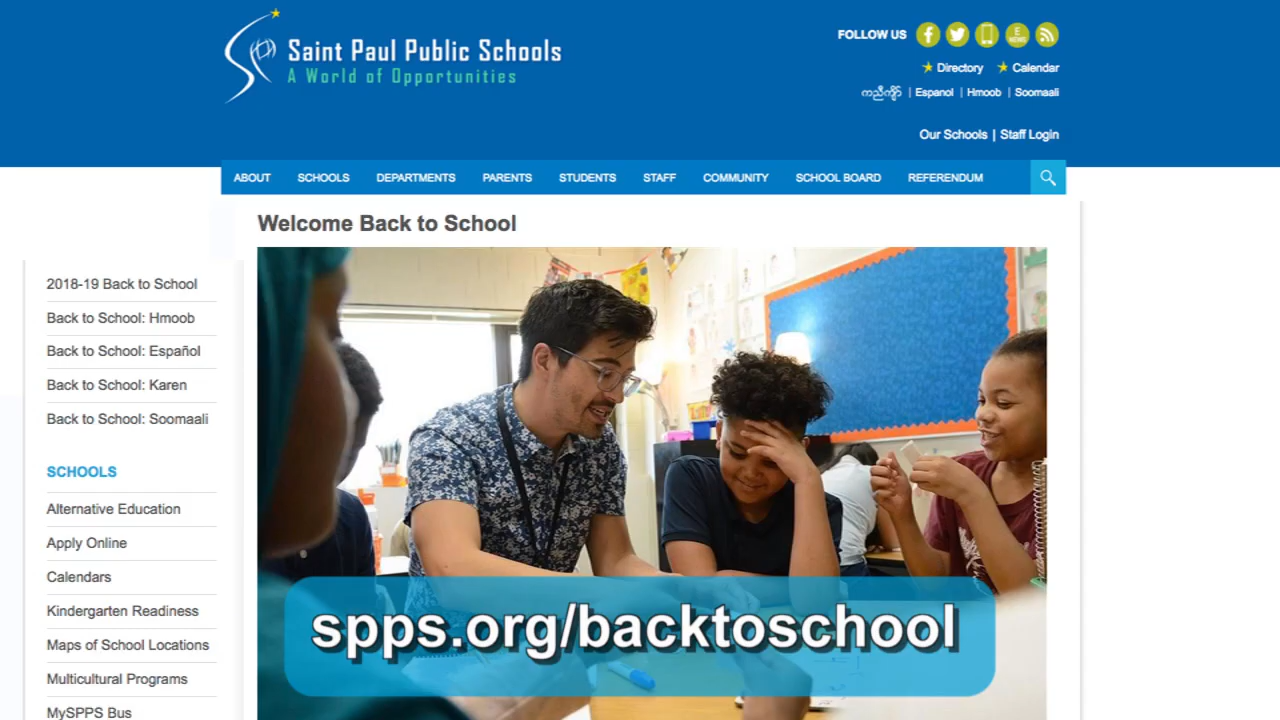 Saint Paul Public Schools
A World of Opportunities
FOLLOW US
E NEWS
Directory Calendar
ကညီကျိာ် | Espanol | Hmoob | Soomaali
Our Schools | Staff Login
ABOUT SCHOOLS DEPARTMENTS PARENTS STUDENTS STAFF COMMUNITY SCHOOL BOARD REFERENDUM
Welcome Back to School
2018-19 Back to School
Back to School: Hmoob
Back to School: Español
Back to School: Karen
Back to School: Soomaali
SCHOOLS
Alternative Education
Apply Online
Calendars
Kindergarten Readiness
Maps of School Locations
Multicultural Programs
MySPPS Bus
spps.org/backtoschool